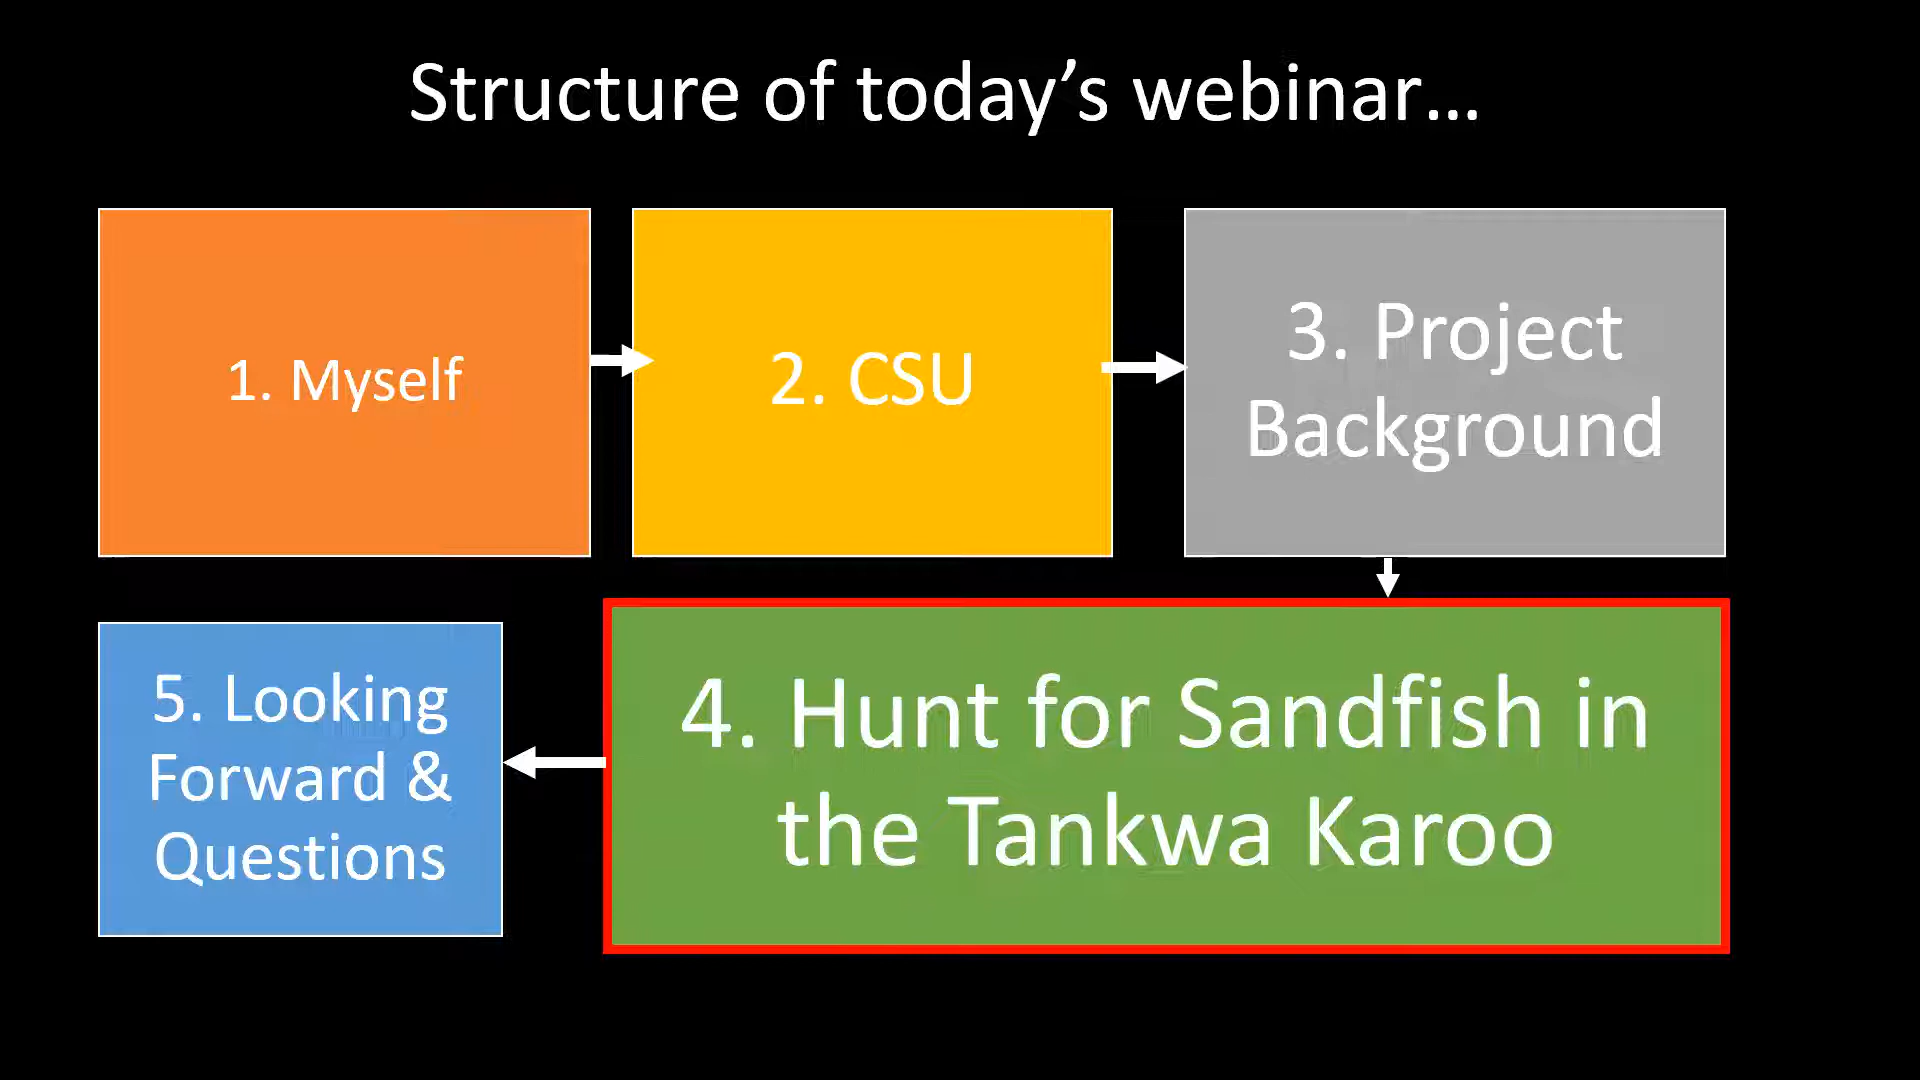 Structure of today’s webinar…
1. Myself
2. CSU
3. Project
Background
4. Hunt for Sandfish in
the Tankwa Karoo
5. Looking
Forward &
Questions